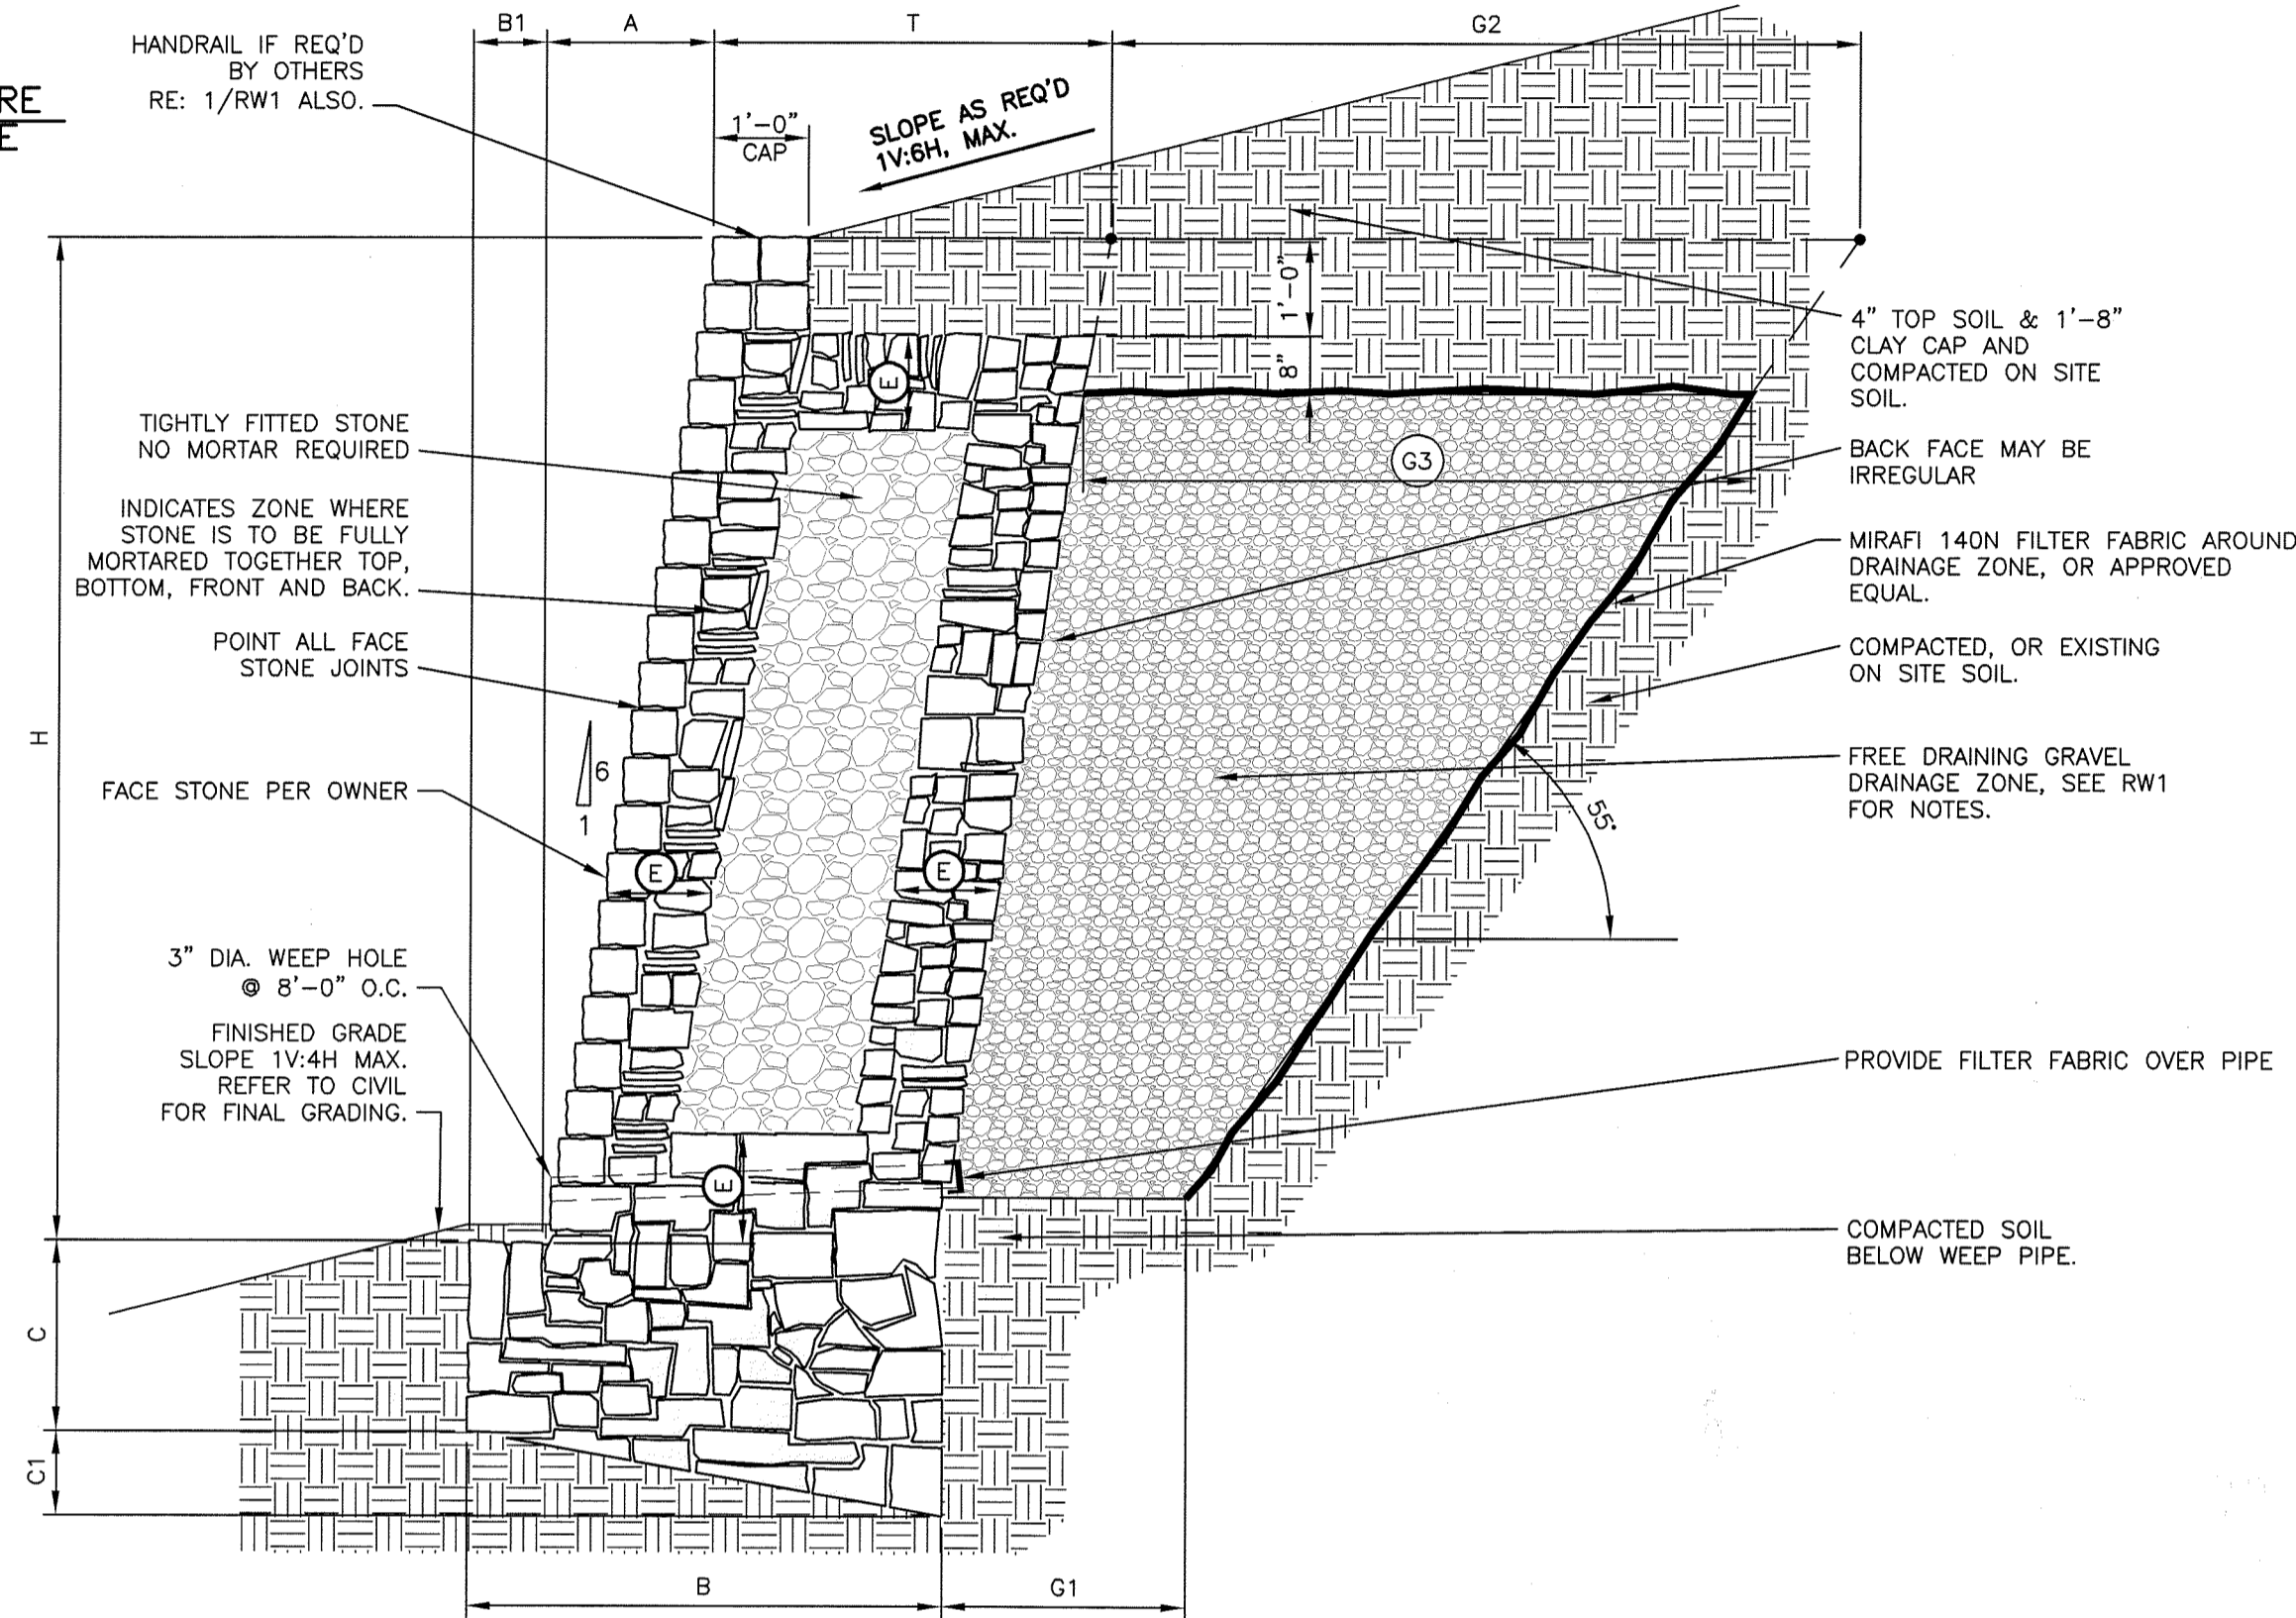 B1
A
T
G2
HANDRAIL IF REQ'D
BY OTHERS
RE: 1/RW1 ALSO.
RE
E
1'-0"
CAP
SLOPE AS REQ'D
1V:6H, MAX.
1'-0"
8"
4" TOP SOIL & 1'-8"
CLAY CAP AND
COMPACTED ON SITE
SOIL.
E
TIGHTLY FITTED STONE
NO MORTAR REQUIRED
G3
BACK FACE MAY BE
IRREGULAR
INDICATES ZONE WHERE
STONE IS TO BE FULLY
MORTARED TOGETHER TOP,
BOTTOM, FRONT AND BACK.
MIRAFI 140N FILTER FABRIC AROUND
DRAINAGE ZONE, OR APPROVED
EQUAL.
POINT ALL FACE
STONE JOINTS
COMPACTED, OR EXISTING
ON SITE SOIL.
H
6
1
FACE STONE PER OWNER
FREE DRAINING GRAVEL
DRAINAGE ZONE, SEE RW1
FOR NOTES.
55°
E
E
3" DIA. WEEP HOLE
@ 8'-0" O.C.
FINISHED GRADE
SLOPE 1V:4H MAX.
REFER TO CIVIL
FOR FINAL GRADING.
PROVIDE FILTER FABRIC OVER PIPE
E
COMPACTED SOIL
BELOW WEEP PIPE.
C
C1
B
G1